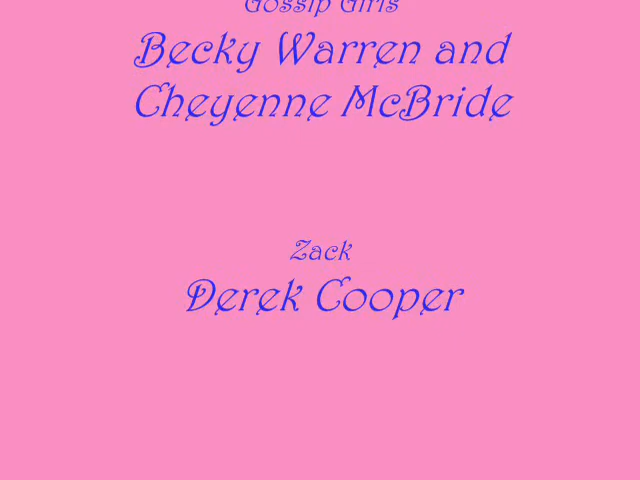 Gossip Girls
Becky Warren and
Cheyenne McBride
Zack
Derek Cooper